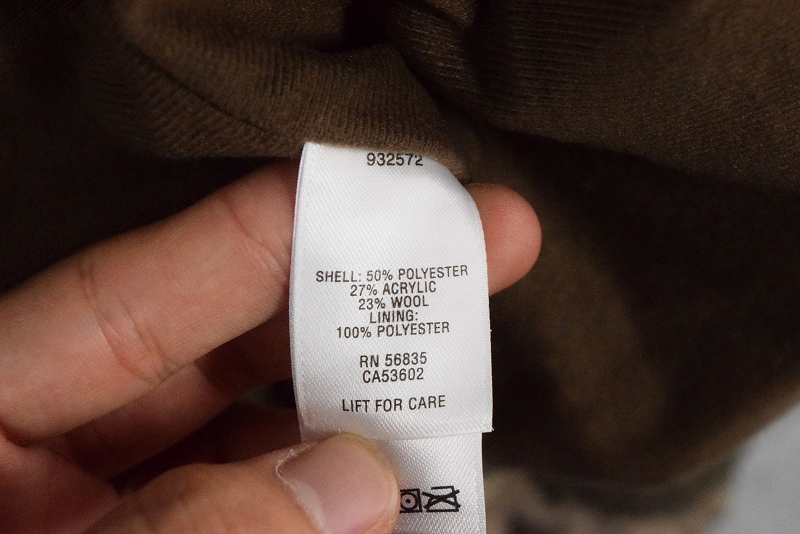 932572
SHELL: 50% POLYESTER
27% ACRYLIC
23% WOOL
LINING:
100% POLYESTER
RN 56835
CA53602
LIFT FOR CARE